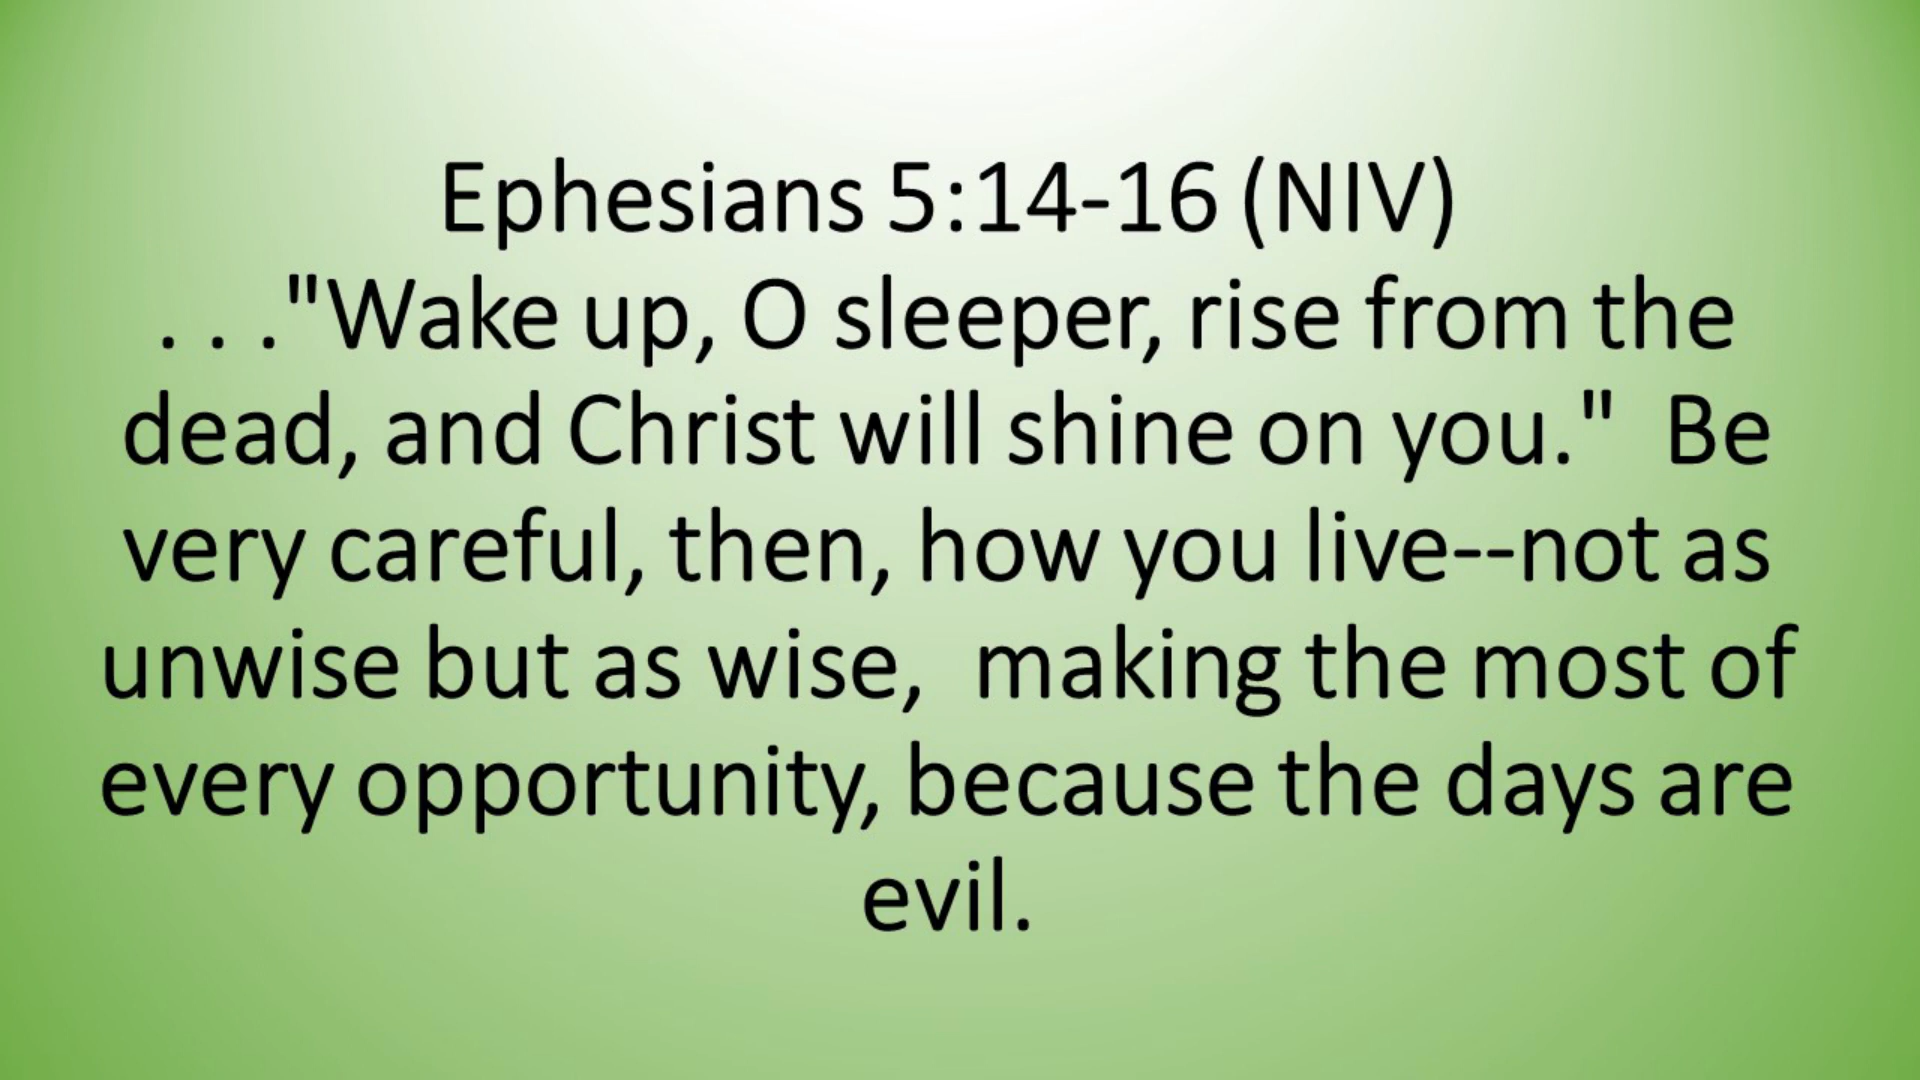 Ephesians 5:14-16 (NIV)
. . ."Wake up, O sleeper, rise from the
dead, and Christ will shine on you."  Be
very careful, then, how you live--not as
unwise but as wise,  making the most of
every opportunity, because the days are
evil.